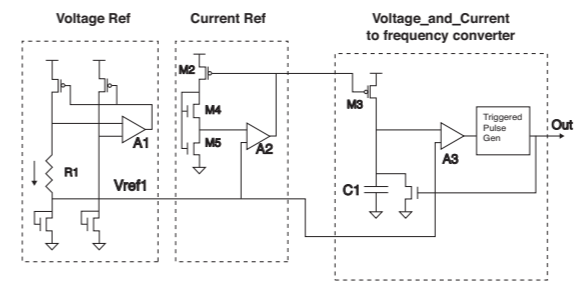 Voltage Ref
Current Ref
Voltage_and_Current
to frequency converter
M2
M4
M5
A2
A1
R1
Vref1
M3
A3
C1
Triggered
Pulse
Gen
Out